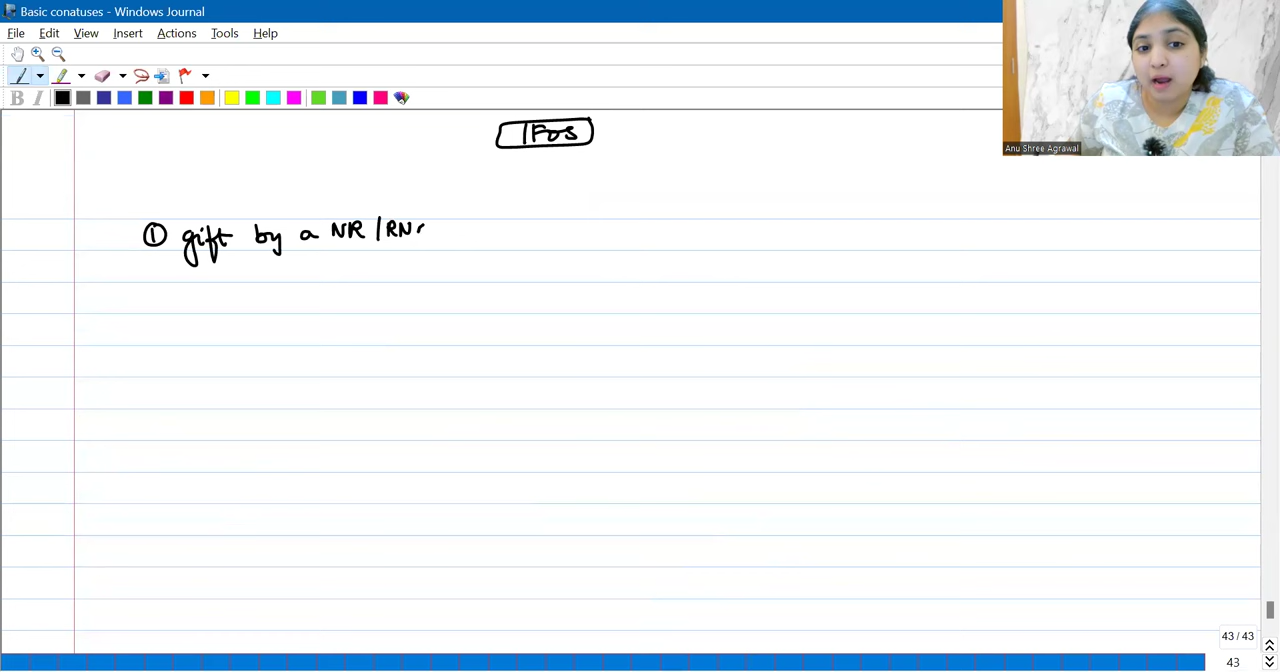 Basic conatuses - Windows Journal
File Edit View Insert Actions Tools Help
B I
IFOS
Anu Shree Agrawal
① gift by a NR/RN
43 / 43
43